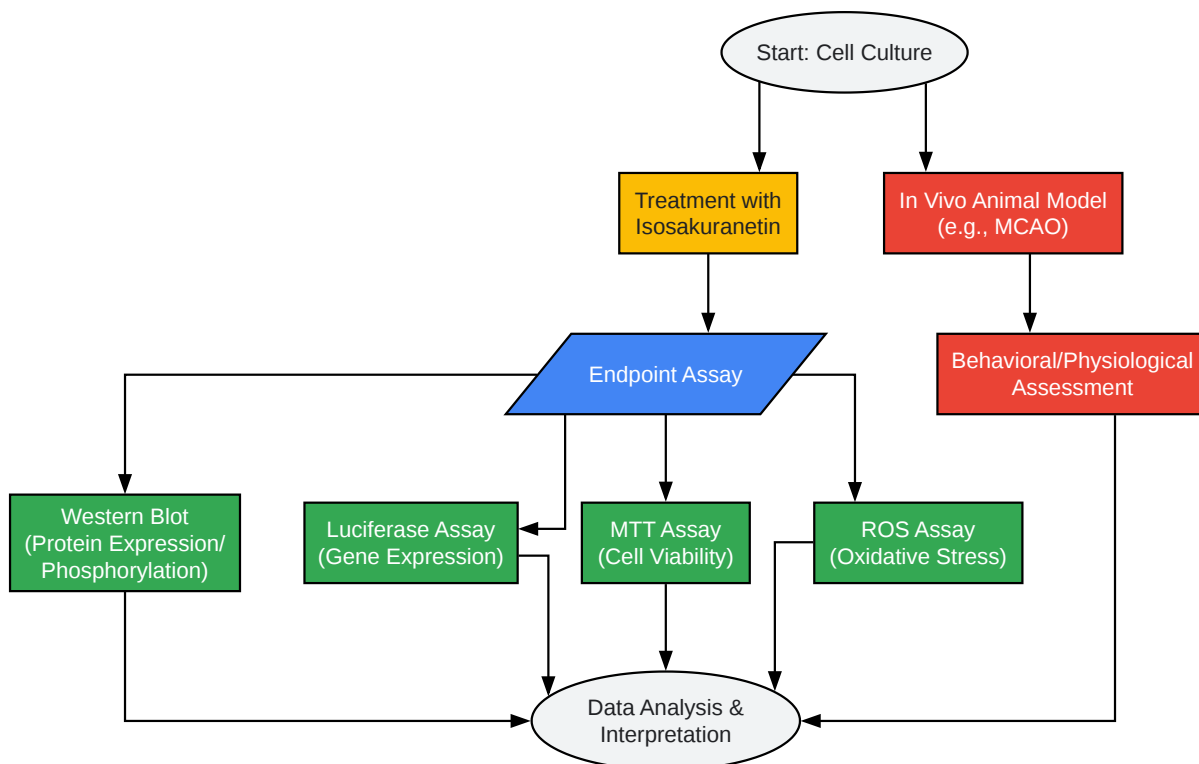 Start: Cell Culture
Treatment with
Isosakuranetin
In Vivo Animal Model
(e.g., MCAO)
Endpoint Assay
Behavioral/Physiological
Assessment
Western Blot
(Protein Expression/
Phosphorylation)
Luciferase Assay
(Gene Expression)
MTT Assay
(Cell Viability)
ROS Assay
(Oxidative Stress)
Data Analysis &
Interpretation